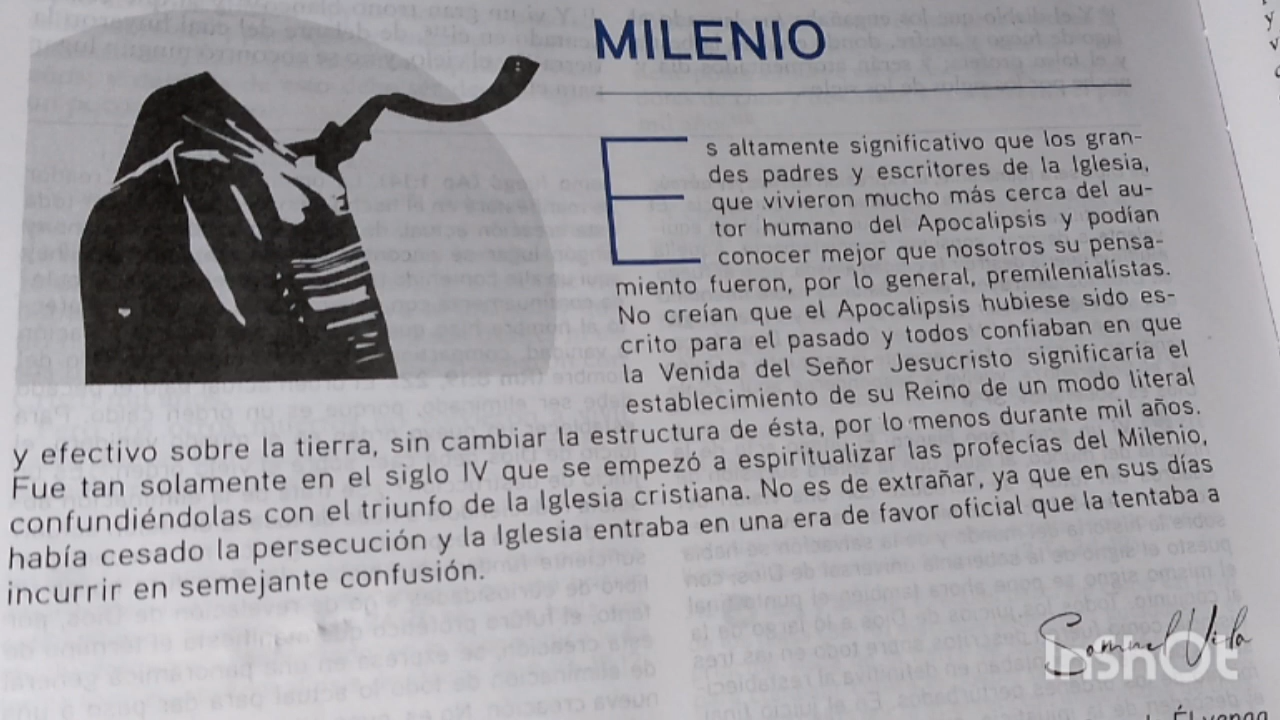 MILENIO
Es altamente significativo que los gran-
des padres y escritores de la Iglesia,
que vivieron mucho más cerca del au-
tor humano del Apocalipsis y podían
conocer mejor que nosotros su pensa-
miento fueron, por lo general, premilenialistas.
No creían que el Apocalipsis hubiese sido es-
crito para el pasado y todos confiaban en que
la Venida del Señor Jesucristo significaría el
establecimiento de su Reino de un modo literal
y efectivo sobre la tierra, sin cambiar la estructura de ésta, por lo menos durante mil años.
Fue tan solamente en el siglo IV que se empezó a espiritualizar las profecías del Milenio,
confundiéndolas con el triunfo de la Iglesia cristiana. No es de extrañar, ya que en sus días
había cesado la persecución y la Iglesia entraba en una era de favor oficial que la tentaba a
incurrir en semejante confusión.
Samuel Vila
InShOt